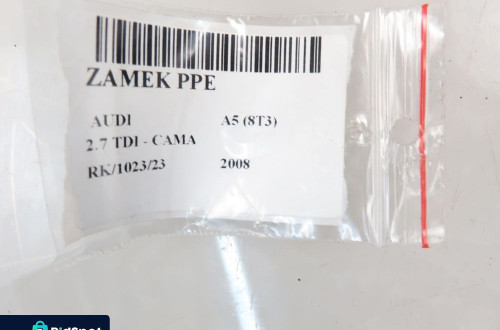 ZAMEK PPE
AUDI A5 (8T3)
2.7 TDI - CAMA
RK/1023/23 2008